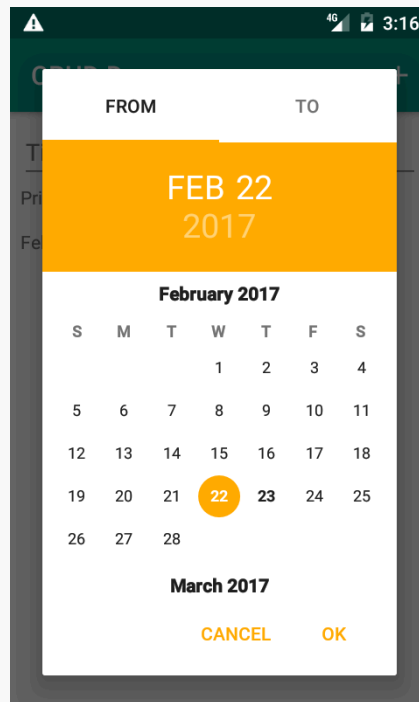 4G 3:16
FROM TO
FEB 22
2017
February 2017
S M T W T F S
1 2 3 4
5 6 7 8 9 10 11
12 13 14 15 16 17 18
19 20 21 22 23 24 25
26 27 28
March 2017
CANCEL OK